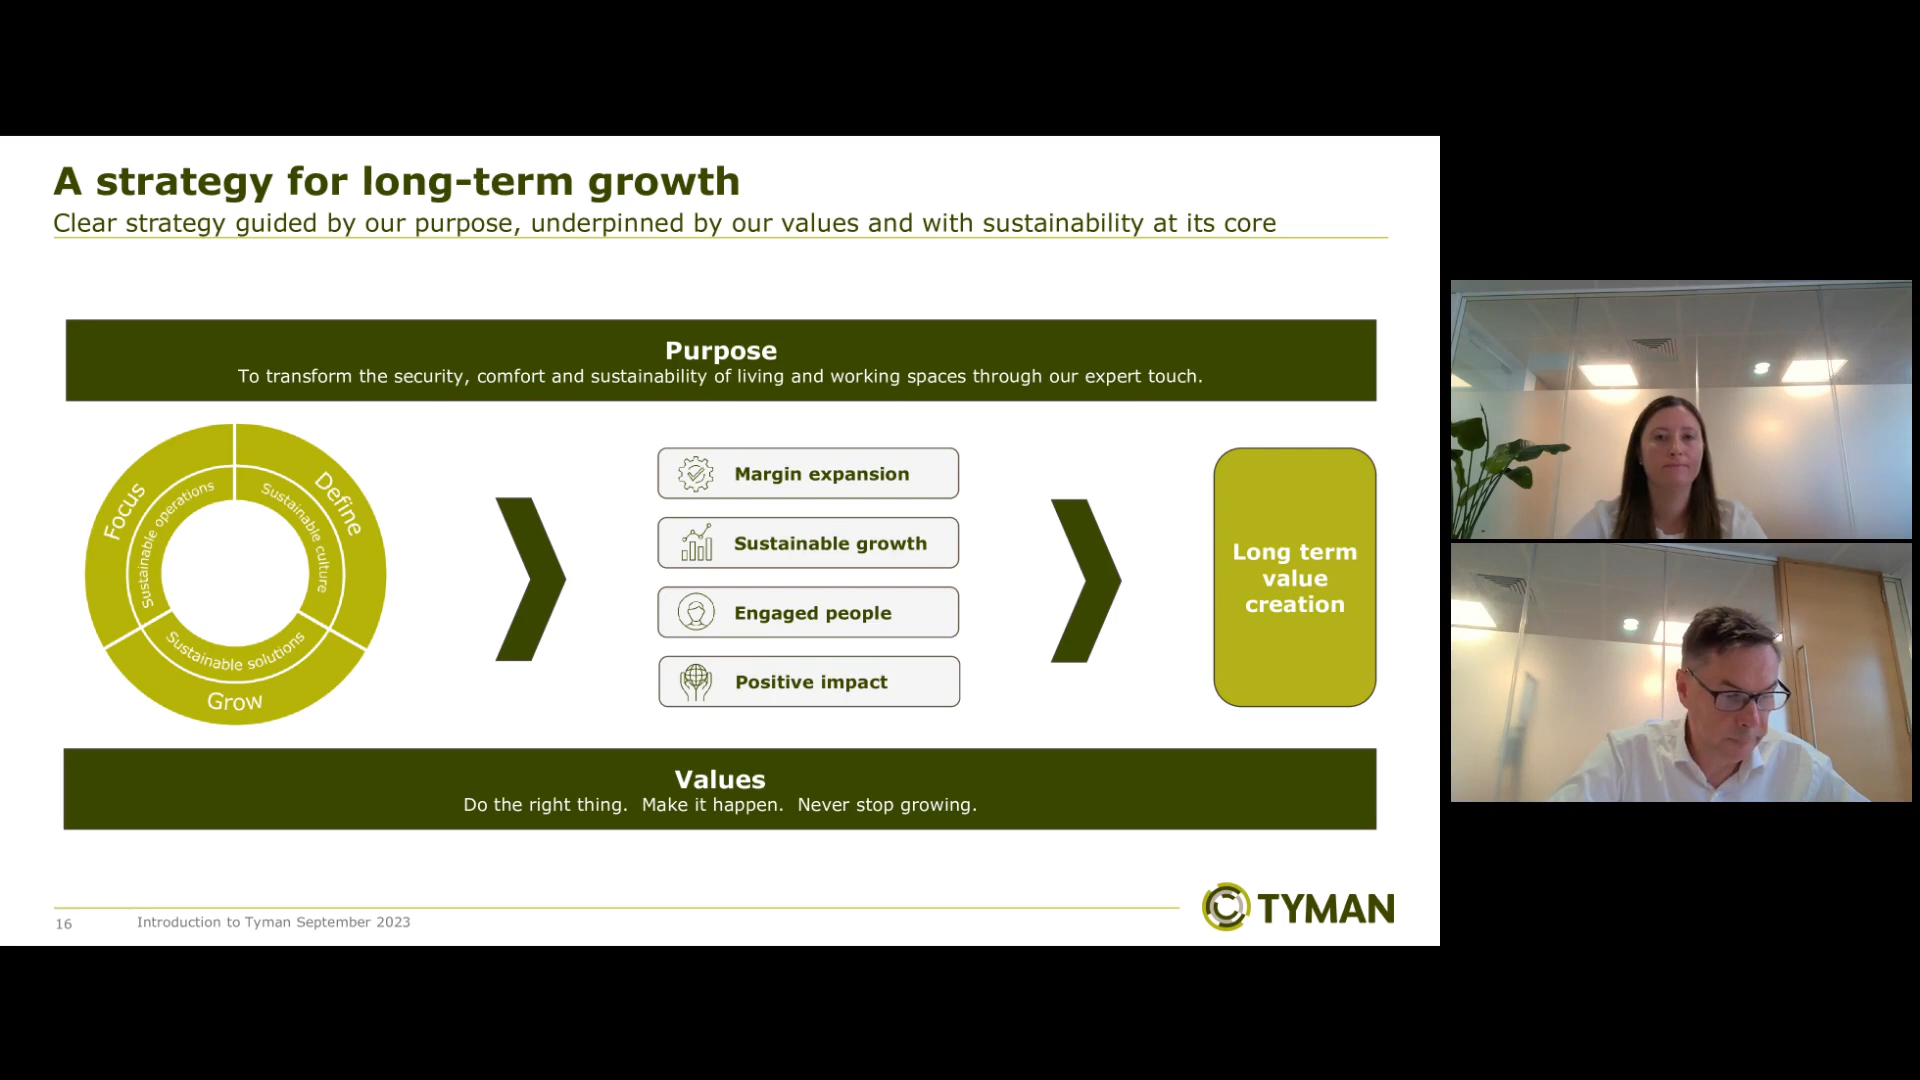 A strategy for long-term growth
Clear strategy guided by our purpose, underpinned by our values and with sustainability at its core
Purpose
To transform the security, comfort and sustainability of living and working spaces through our expert touch.
Focus
Define
Grow
Sustainable operations
Sustainable culture
Sustainable solutions
Margin expansion
Sustainable growth
Engaged people
Positive impact
Long term
value
creation
Values
Do the right thing.  Make it happen.  Never stop growing.
16
Introduction to Tyman September 2023
TYMAN